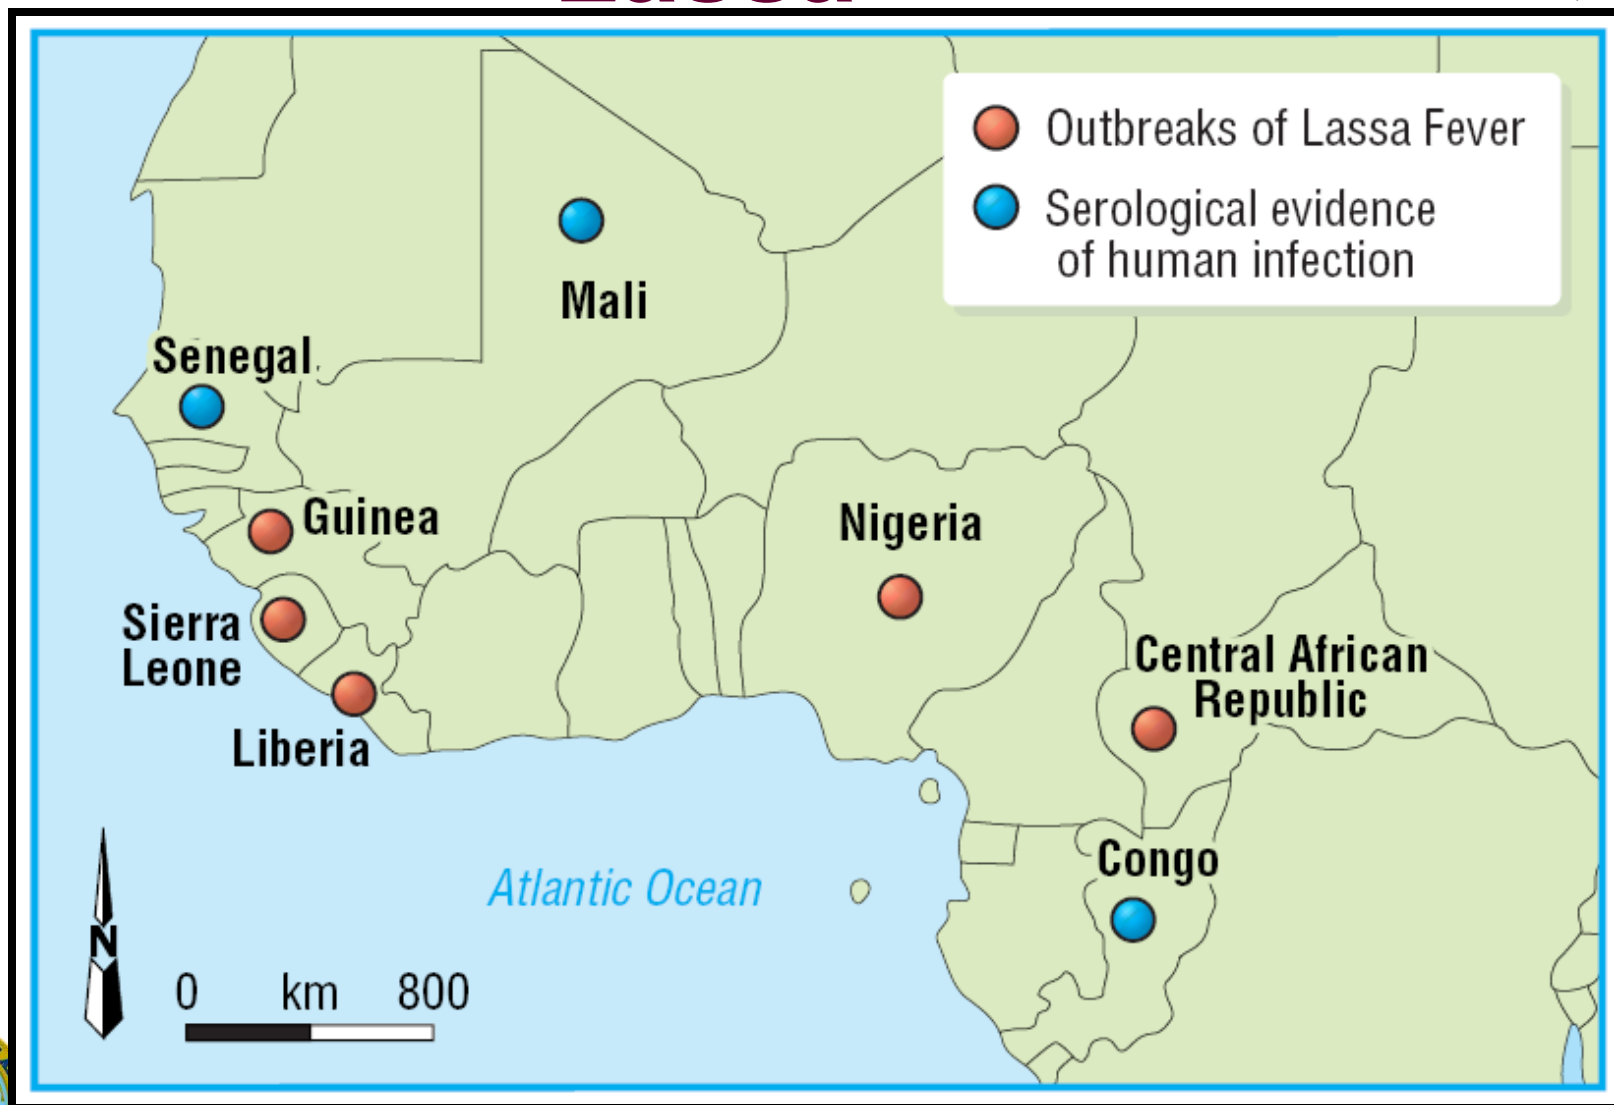 Outbreaks of Lassa Fever
Serological evidence
of human infection
Mali
Senegal
Guinea
Nigeria
Sierra
Leone
Central African
Republic
Liberia
Congo
Atlantic Ocean
N
0 km 800